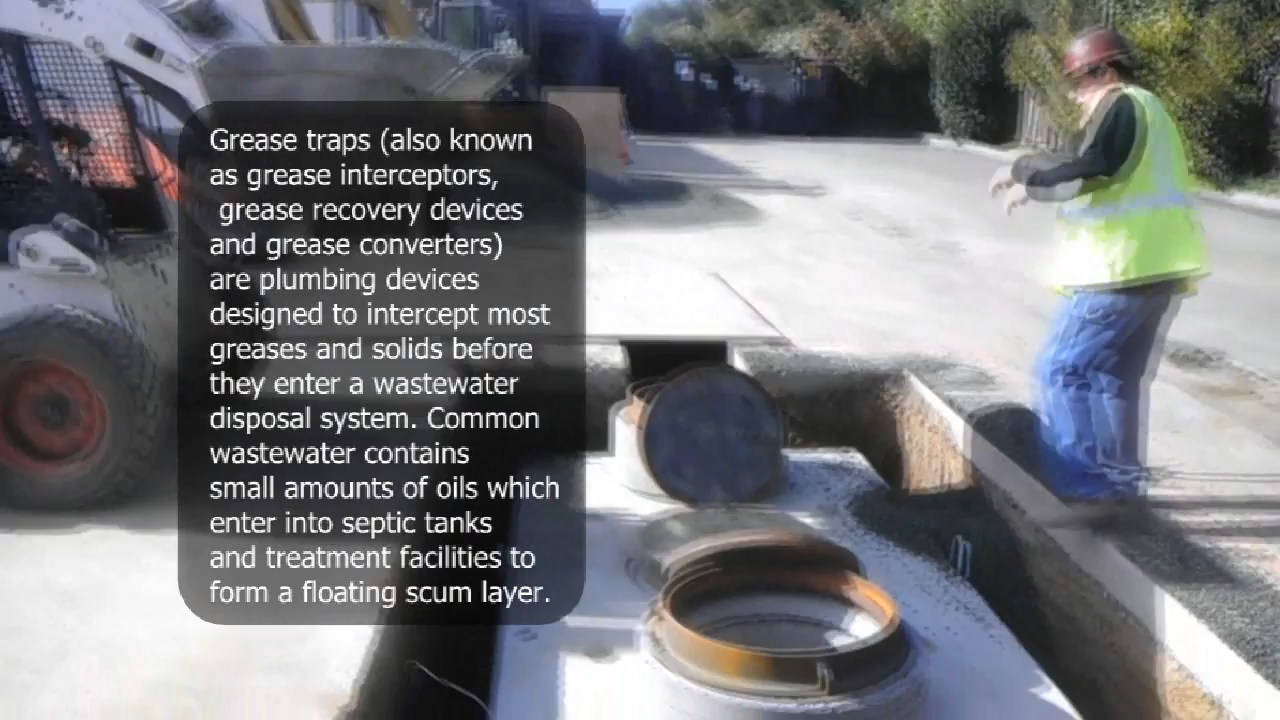 Grease traps (also known
as grease interceptors,
grease recovery devices
and grease converters)
are plumbing devices
designed to intercept most
greases and solids before
they enter a wastewater
disposal system. Common
wastewater contains
small amounts of oils which
enter into septic tanks
and treatment facilities to
form a floating scum layer.